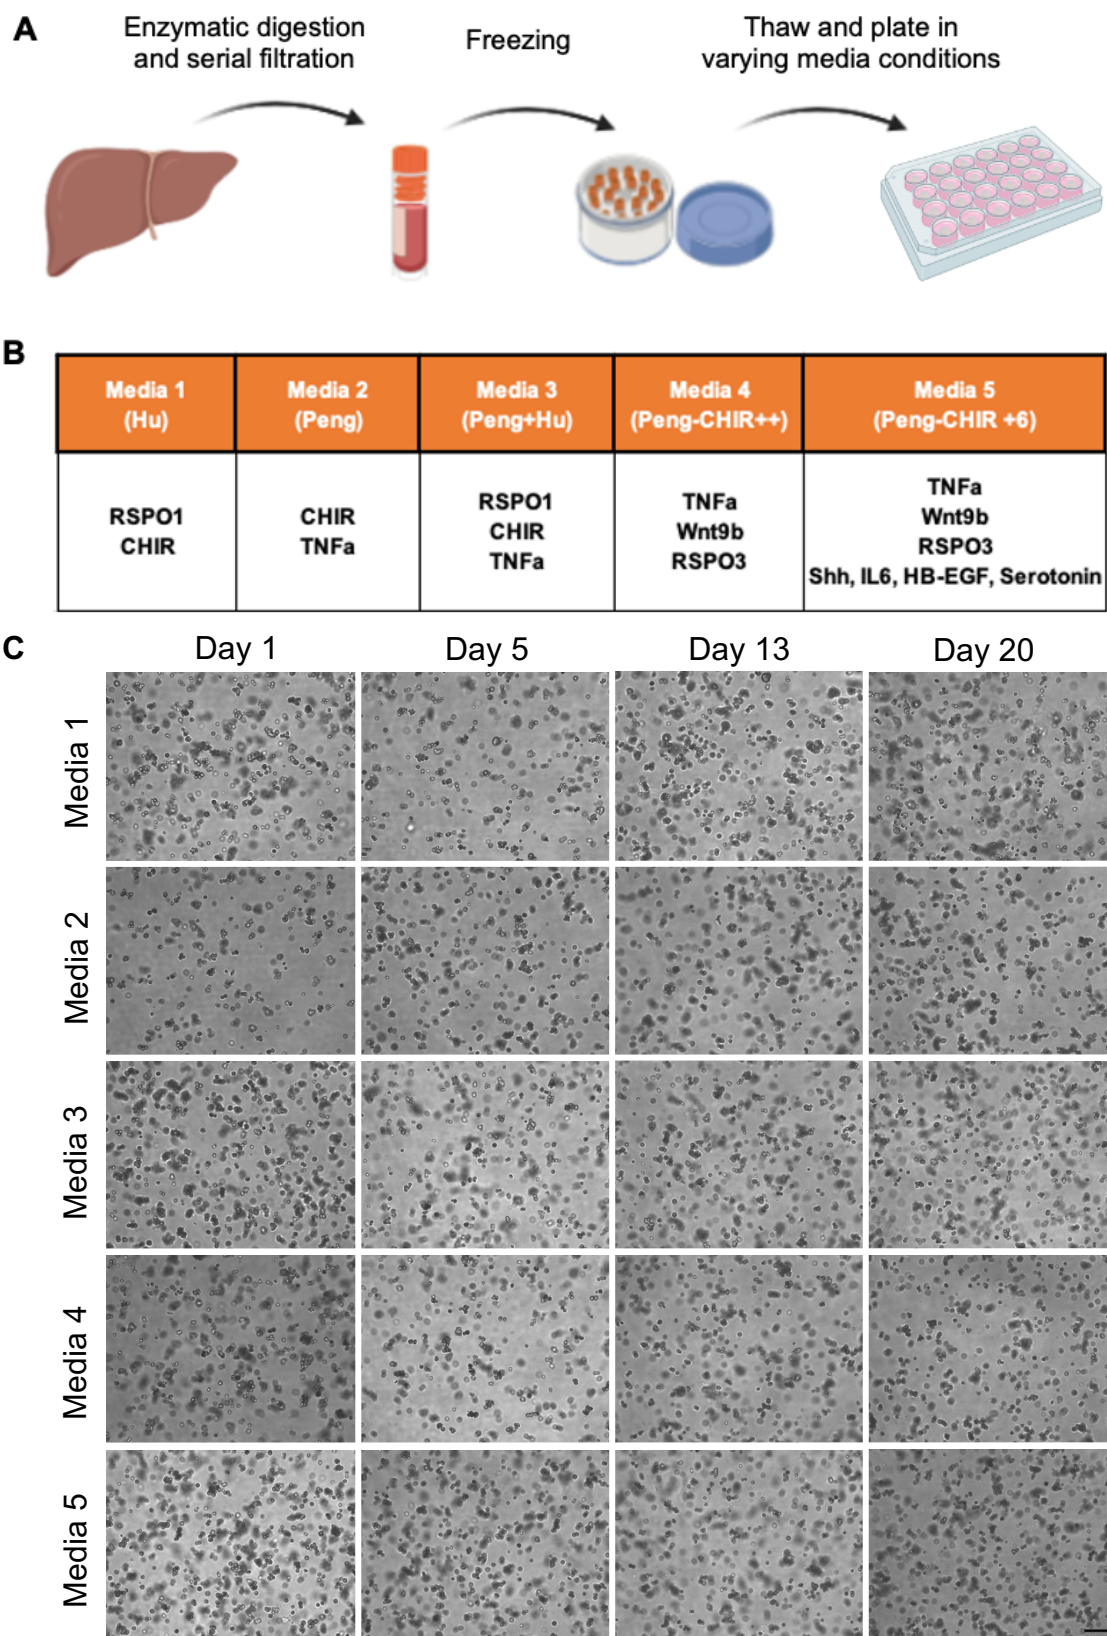 A
Enzymatic digestion
and serial filtration
Freezing
Thaw and plate in
varying media conditions
B
Media 1
(Hu)
Media 2
(Peng)
Media 3
(Peng+Hu)
Media 4
(Peng-CHIR++)
Media 5
(Peng-CHIR +6)
RSPO1
CHIR
CHIR
TNFa
RSPO1
CHIR
TNFa
TNFa
Wnt9b
RSPO3
TNFa
Wnt9b
RSPO3
Shh, IL6, HB-EGF, Serotonin
C
Day 1
Day 5
Day 13
Day 20
Media 1
Media 2
Media 3
Media 4
Media 5